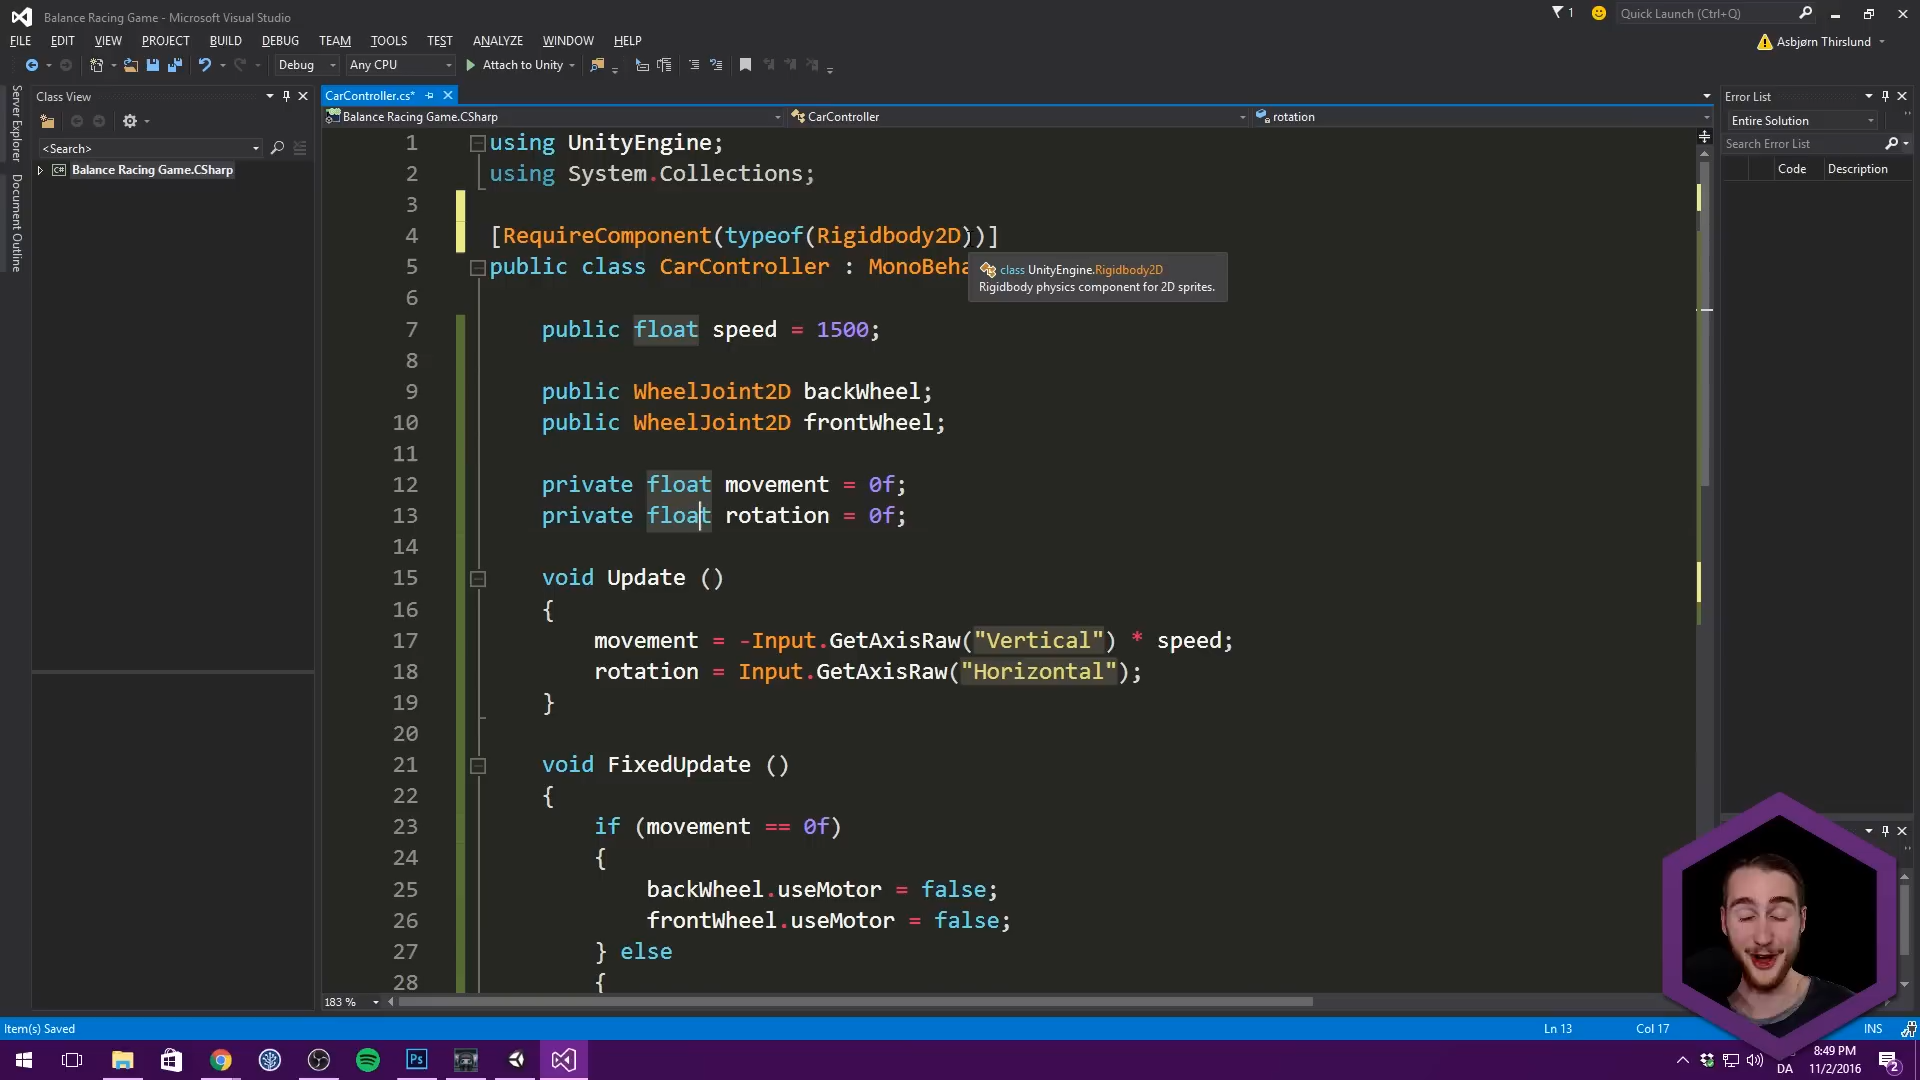 Balance Racing Game - Microsoft Visual Studio
1
Quick Launch (Ctrl+Q)
FILE EDIT VIEW PROJECT BUILD DEBUG TEAM TOOLS TEST ANALYZE WINDOW HELP
Asbjørn Thirslund
Debug Any CPU Attach to Unity
Server Explorer
Document Outline
Class View
<Search>
C# Balance Racing Game.CSharp
CarController.cs*
Balance Racing Game.CSharp CarController rotation
1 using UnityEngine;
2 using System.Collections;
3
4 [RequireComponent(typeof(Rigidbody2D))]
5 public class CarController : MonoBeha
class UnityEngine.Rigidbody2D
Rigidbody physics component for 2D sprites.
6
7 public float speed = 1500;
8
9 public WheelJoint2D backWheel;
10 public WheelJoint2D frontWheel;
11
12 private float movement = 0f;
13 private float rotation = 0f;
14
15 void Update ()
16 {
17 movement = -Input.GetAxisRaw("Vertical") * speed;
18 rotation = Input.GetAxisRaw("Horizontal");
19 }
20
21 void FixedUpdate ()
22 {
23 if (movement == 0f)
24 {
25 backWheel.useMotor = false;
26 frontWheel.useMotor = false;
27 } else
28 {
183 %
Error List
Entire Solution
Search Error List
Code Description
Item(s) Saved
Ln 13 Col 17 INS
Ps
DA
8:49 PM
11/2/2016
2